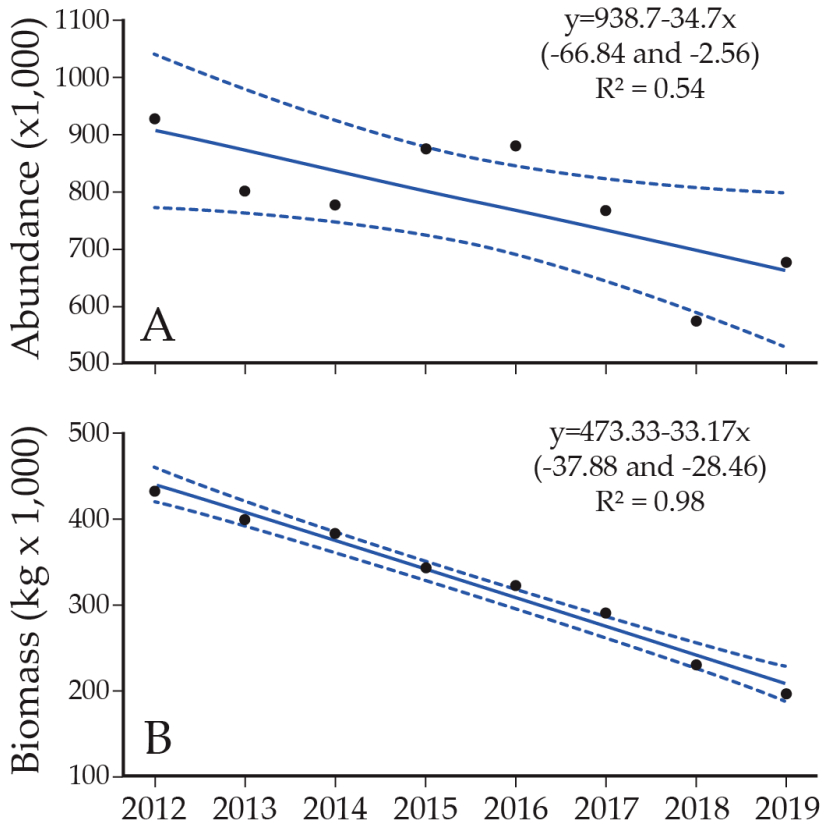 Abundance (x1,000)
1100
1000
900
800
700
600
500
y=938.7-34.7x
(-66.84 and -2.56)
R² = 0.54
A
Biomass (kg x 1,000)
500
400
300
200
100
y=473.33-33.17x
(-37.88 and -28.46)
R² = 0.98
B
2012 2013 2014 2015 2016 2017 2018 2019